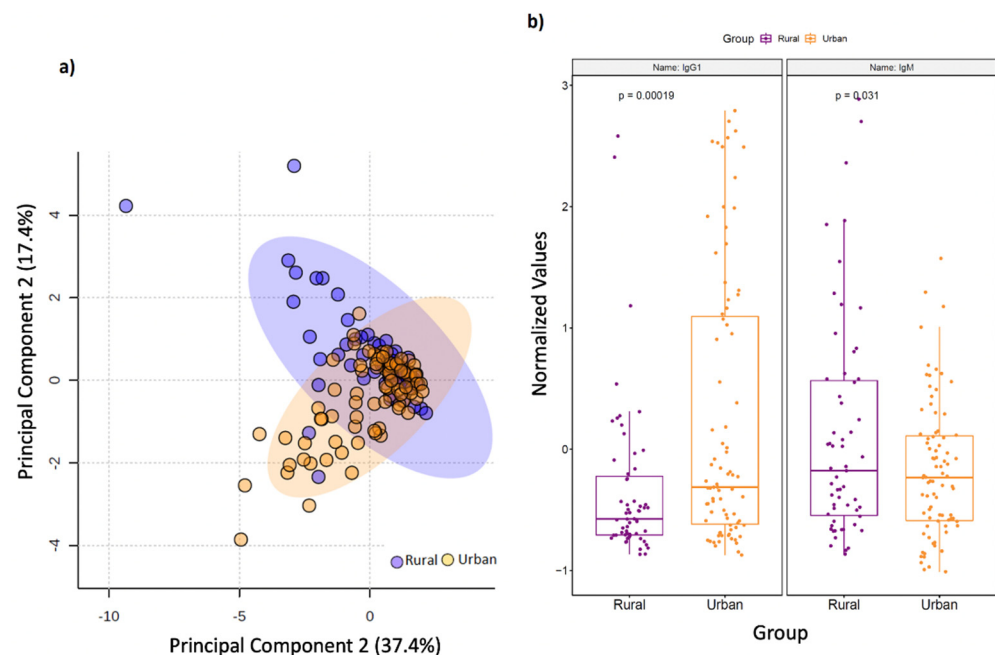 a)
Principal Component 2 (17.4%)
4
2
0
-2
-4
-10
-5
0
Rural Urban
Principal Component 2 (37.4%)
b)
Group Rural Urban
Name: IgG1 Name: IgM
p = 0.00019 p = 0.031
Normalized Values
3
2
1
0
−1
Rural Urban Rural Urban
Group